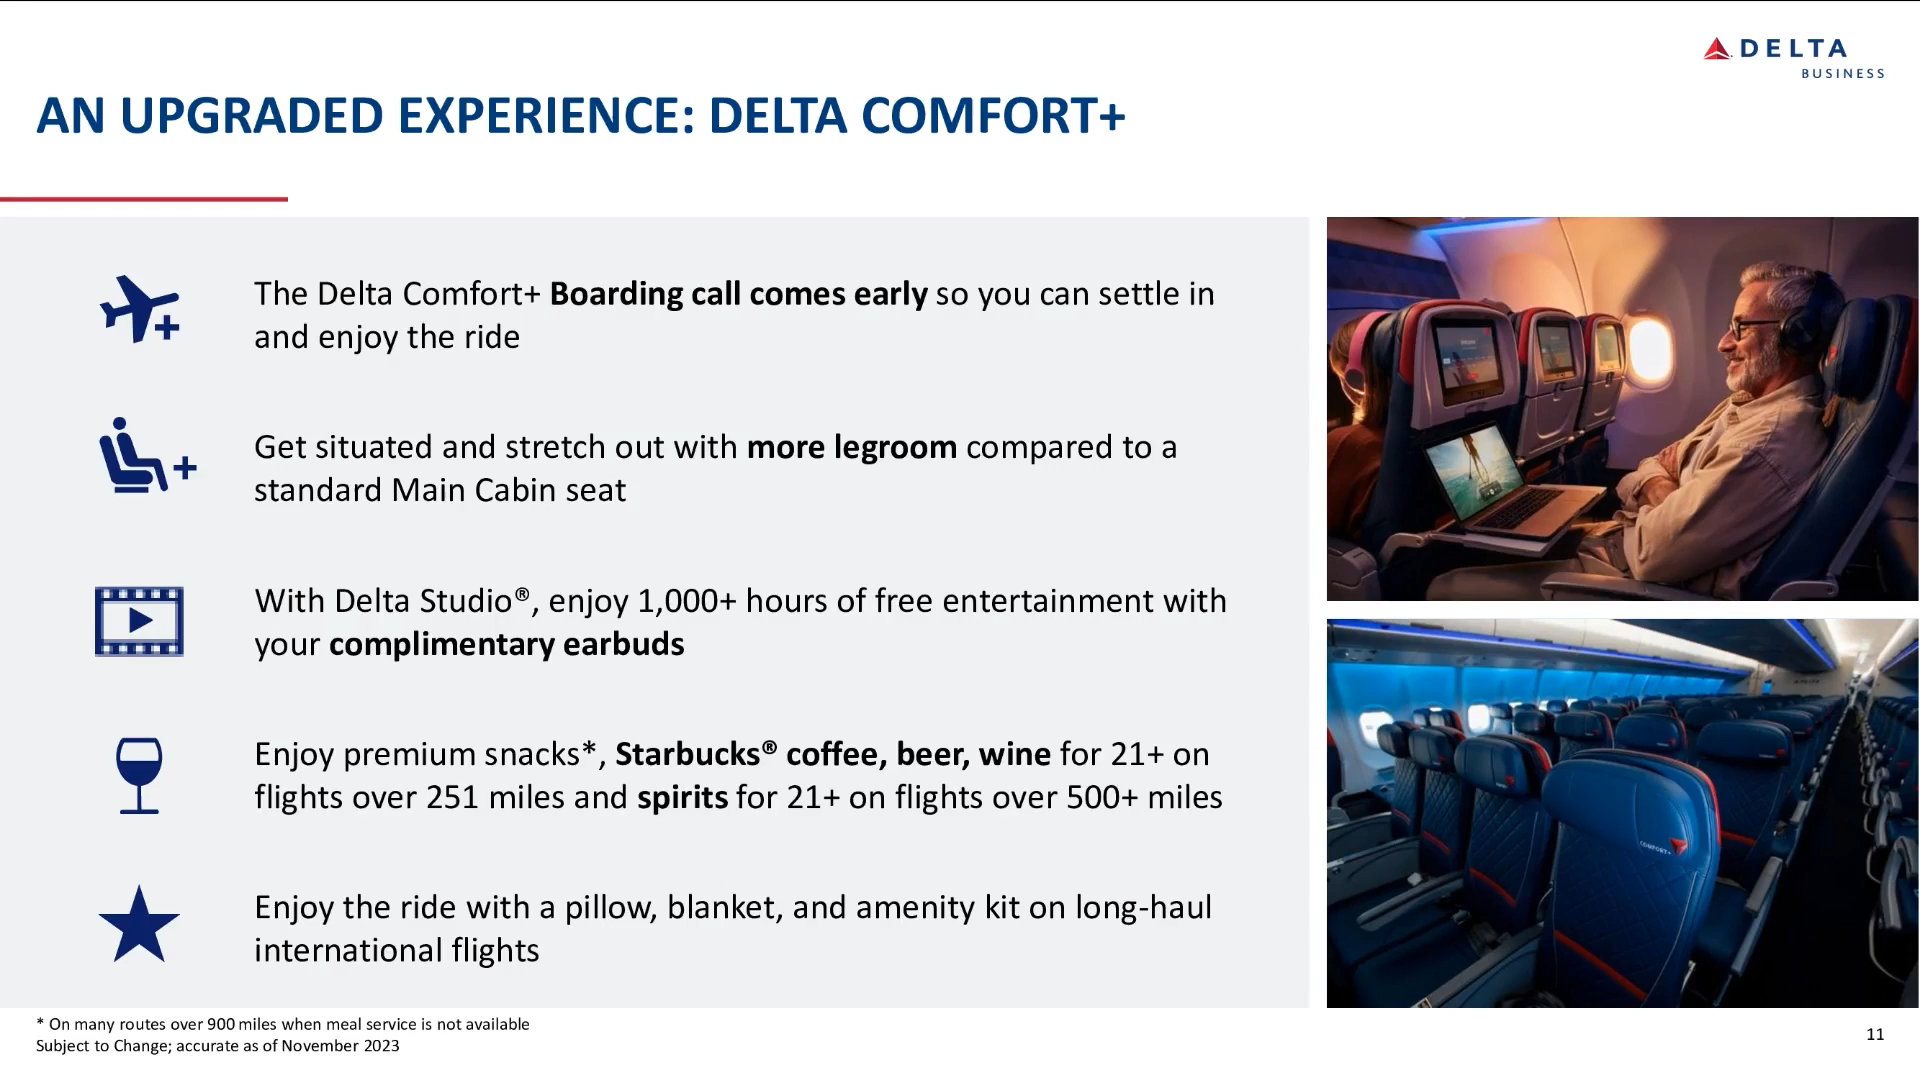 DELTA
BUSINESS
AN UPGRADED EXPERIENCE: DELTA COMFORT+
The Delta Comfort+ Boarding call comes early so you can settle in
and enjoy the ride
Get situated and stretch out with more legroom compared to a
standard Main Cabin seat
With Delta Studio®, enjoy 1,000+ hours of free entertainment with
your complimentary earbuds
Enjoy premium snacks*, Starbucks® coffee, beer, wine for 21+ on
flights over 251 miles and spirits for 21+ on flights over 500+ miles
Enjoy the ride with a pillow, blanket, and amenity kit on long-haul
international flights
COMFORT+
* On many routes over 900 miles when meal service is not available
Subject to Change; accurate as of November 2023
11